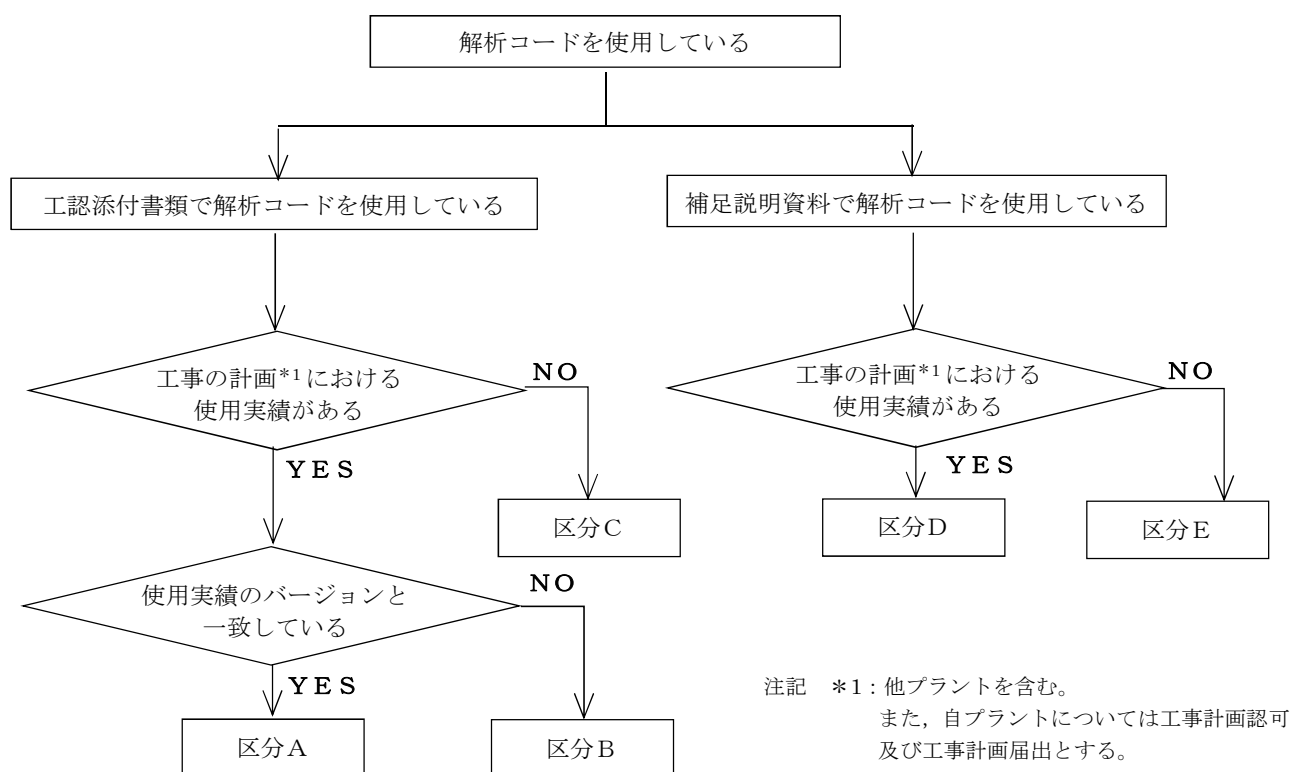 解析コードを使用している
工認添付書類で解析コードを使用している
補足説明資料で解析コードを使用している
工事の計画*1における
使用実績がある
NO
YES
工事の計画*1における
使用実績がある
NO
YES
区分C
区分D
区分E
使用実績のバージョンと
一致している
NO
YES
区分A
区分B
注記 *1:他プラントを含む。
また,自プラントについては工事計画認可
及び工事計画届出とする。